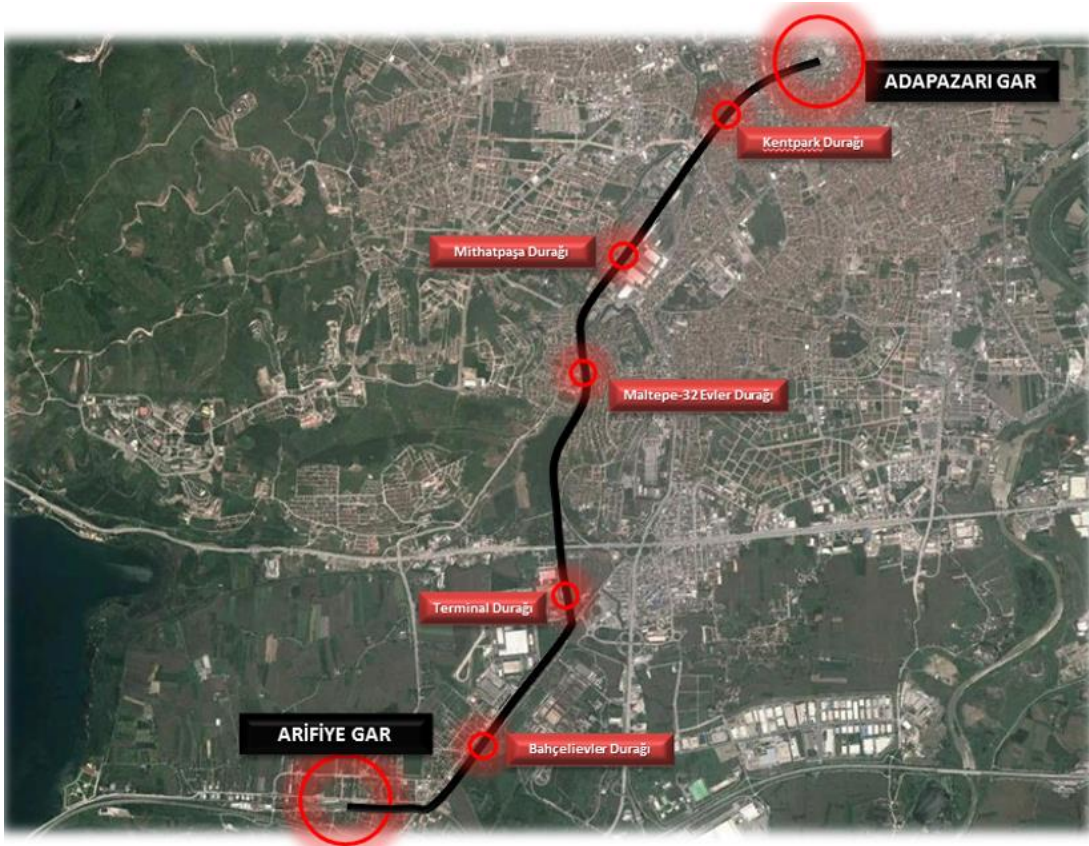 ADAPAZARI GAR
Kentpark Durağı
Mithatpaşa Durağı
Maltepe-32 Evler Durağı
Terminal Durağı
ARİFİYE GAR
Bahçelievler Durağı